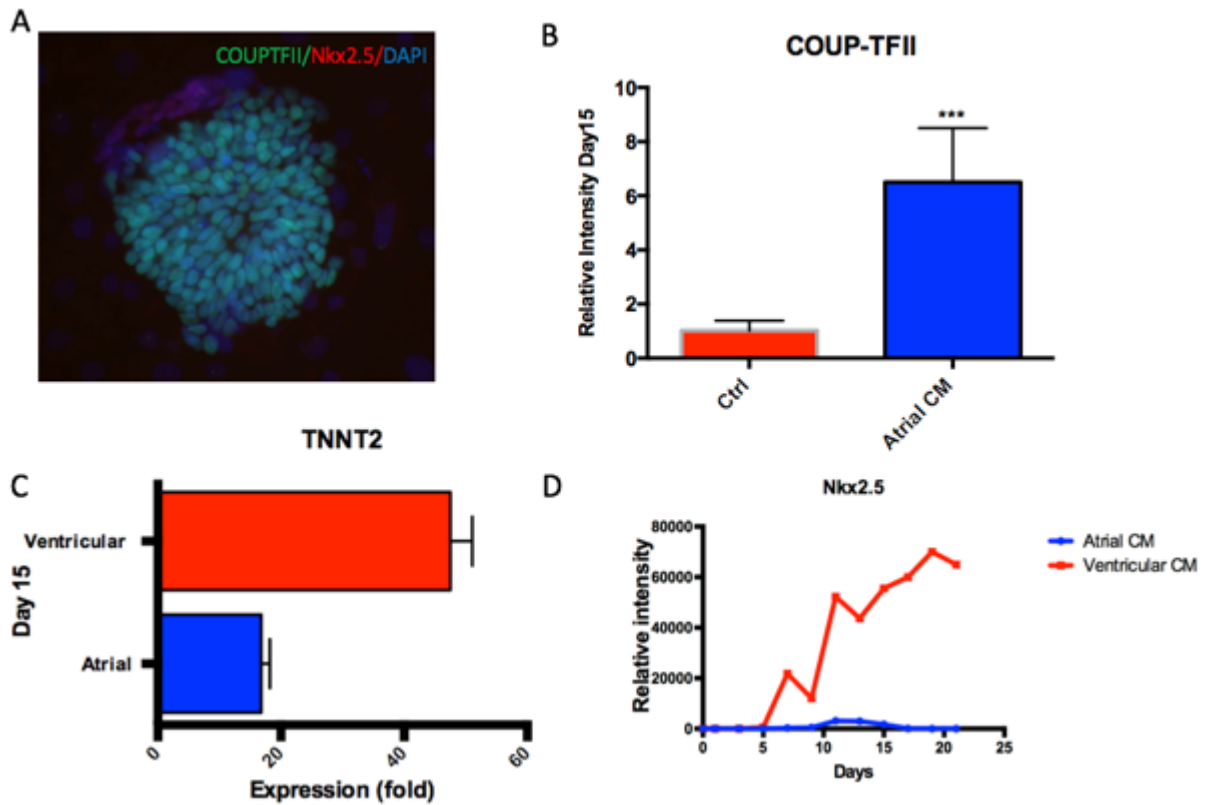 A
COUPTFII/Nkx2.5/DAPI
B
COUP-TFII
Relative Intensity Day15
10
8
6
4
2
0
***
Ctrl
Atrial CM
TNNT2
C
Day 15
Ventricular
Atrial
0
20
40
60
Expression (fold)
D
Nkx2.5
Relative intensity
80000
60000
40000
20000
0
0
5
10
15
20
25
Days
Atrial CM
Ventricular CM